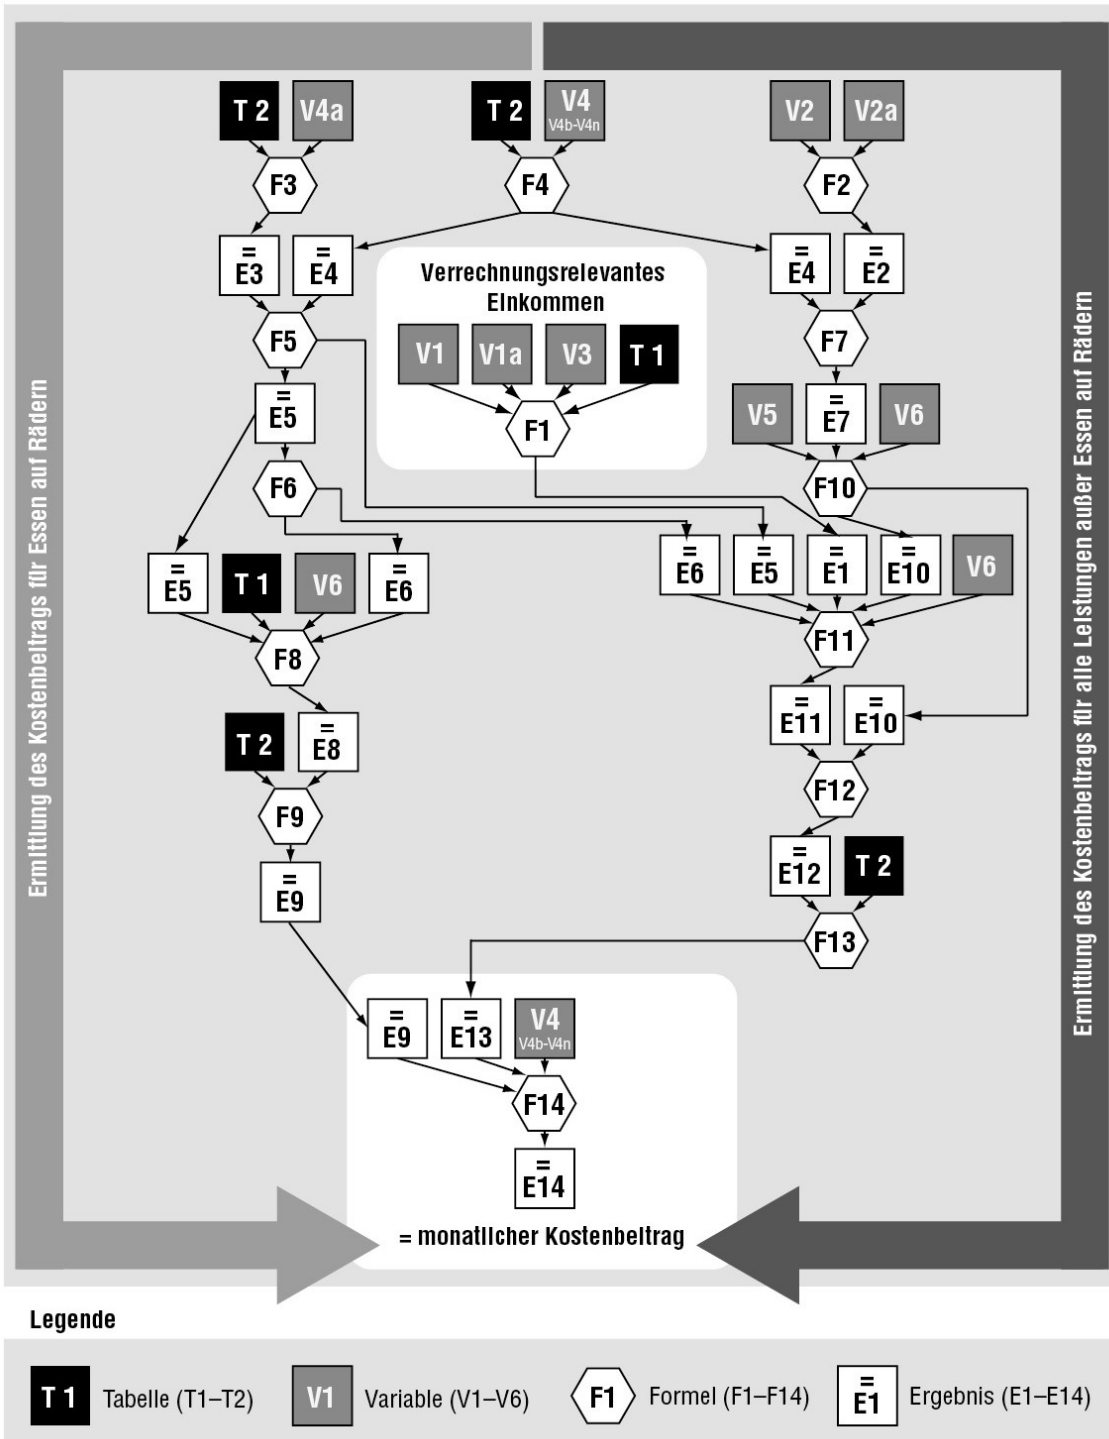 T 2 V4a T 2 V4 V2 V2a
V4b-V4n
F3 F4 F2
= = = =
E3 E4 E4 E2
Verrechnungsrelevantes
Einkommen
F5 F7
V1 V1a V3 T 1
= =
E5 V5 E7 V6
F1
F6 F10
= = = = = =
E5 T 1 V6 E6 E6 E5 E1 E10 V6
F8 F11
= = =
T 2 E8 E11 E10
F9 F12
= =
E9 E12 T 2
F13
= = V4
E9 E13 V4b-V4n
F14
=
E14
= monatlicher Kostenbeitrag
Ermittlung des Kostenbeitrags für Essen auf Rädern
Ermittlung des Kostenbeitrags für alle Leistungen außer Essen auf Rädern
Legende
T 1 Tabelle (T1–T2) V1 Variable (V1–V6) F1 Formel (F1–F14) = E1 Ergebnis (E1–E14)